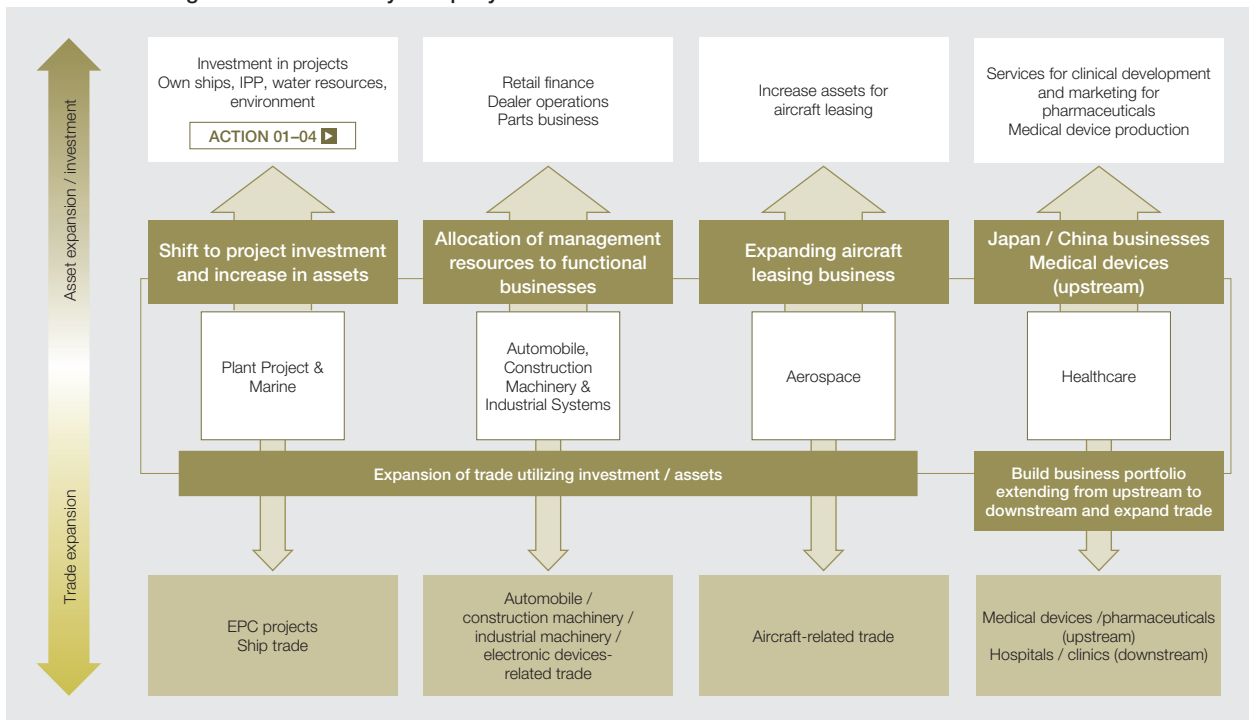 Asset expansion / investment
Trade expansion
Investment in projects
Own ships, IPP, water resources,
environment
ACTION 01–04
Retail finance
Dealer operations
Parts business
Increase assets for
aircraft leasing
Services for clinical development
and marketing for
pharmaceuticals
Medical device production
Shift to project investment
and increase in assets
Allocation of management
resources to functional
businesses
Expanding aircraft
leasing business
Japan / China businesses
Medical devices
(upstream)
Plant Project &
Marine
Automobile,
Construction
Machinery &
Industrial Systems
Aerospace
Healthcare
Expansion of trade utilizing investment / assets
Build business portfolio
extending from upstream to
downstream and expand trade
EPC projects
Ship trade
Automobile /
construction machinery /
industrial machinery /
electronic devices-
related trade
Aircraft-related trade
Medical devices /pharmaceuticals
(upstream)
Hospitals / clinics (downstream)